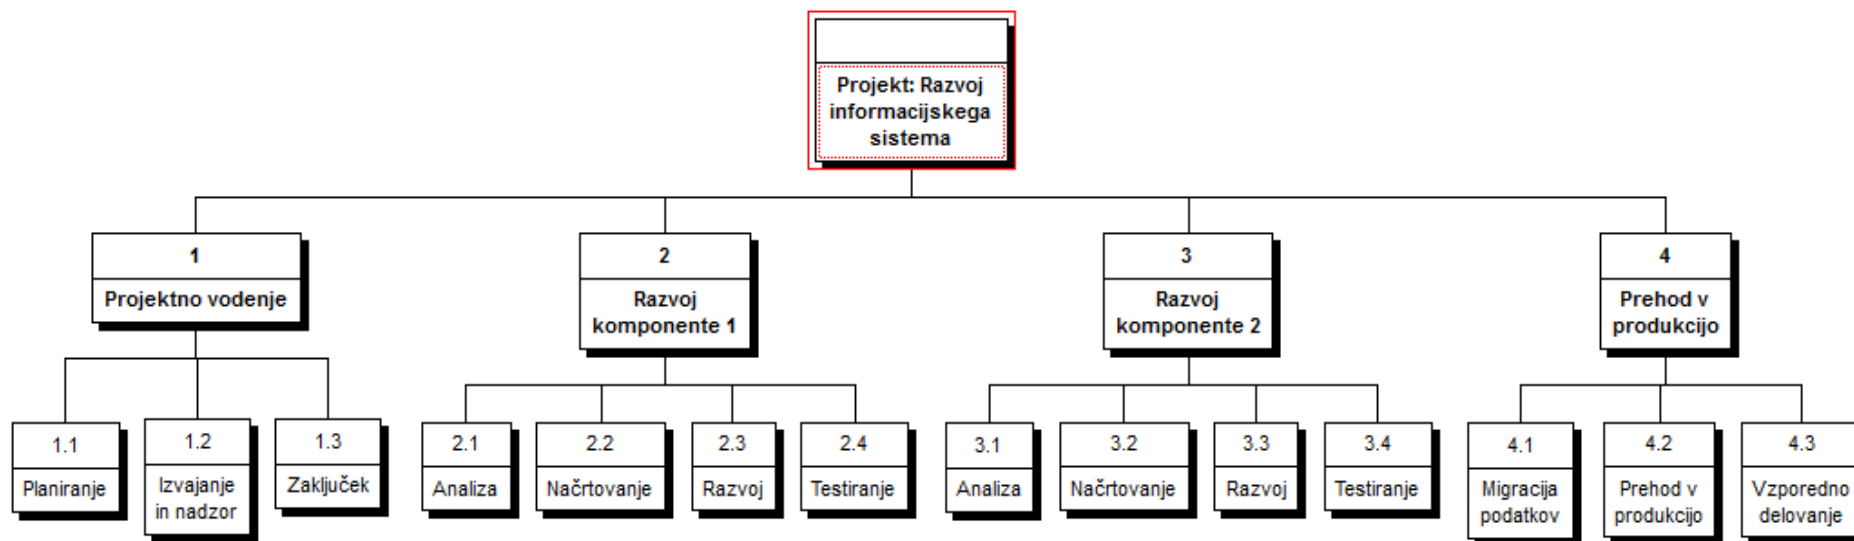 Projekt: Razvoj
informacijskega
sistema
1
Projektno vodenje
2
Razvoj
komponente 1
3
Razvoj
komponente 2
4
Prehod v
produkcijo
1.1
Planiranje
1.2
Izvajanje
in nadzor
1.3
Zaključek
2.1
Analiza
2.2
Načrtovanje
2.3
Razvoj
2.4
Testiranje
3.1
Analiza
3.2
Načrtovanje
3.3
Razvoj
3.4
Testiranje
4.1
Migracija
podatkov
4.2
Prehod v
produkcijo
4.3
Vzporedno
delovanje